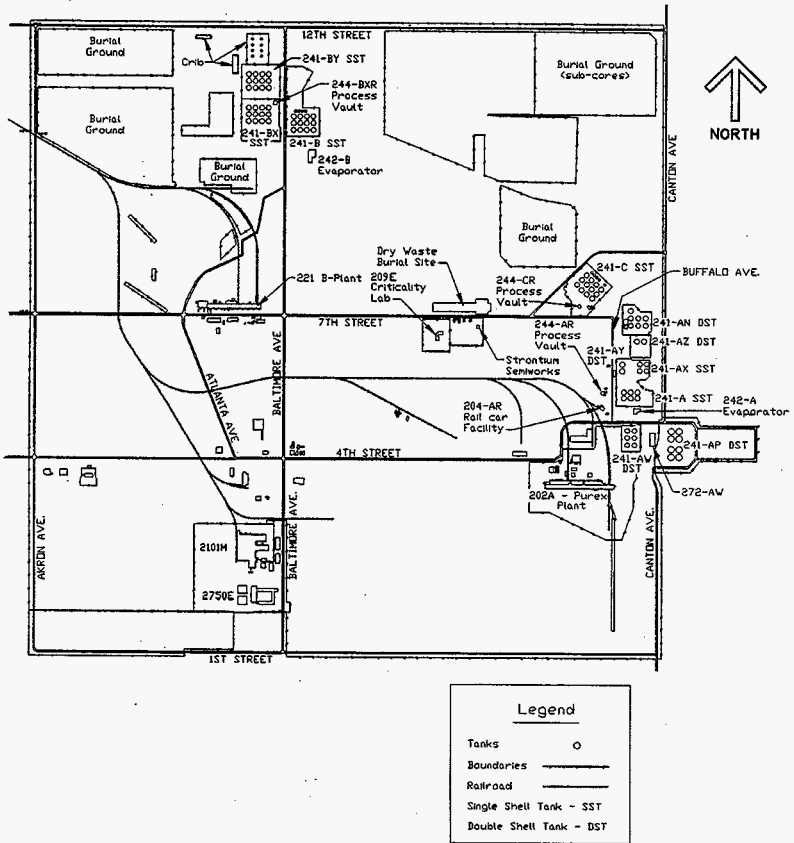 12TH STREET
Burial
Ground
Crib
241-BY SST
244-BXR
Process
Vault
Burial Ground
(sub-cores)
NORTH
CANTON AVE
Burial
Ground
241-BX
SST
241-B SST
242-B
Evaporator
Burial
Ground
Burial
Ground
Dry Waste
Burial Site
221 B-Plant
209E
Criticality
Lab
244-CR
Process
Vault
241-C SST
BUFFALO AVE.
7TH STREET
244-AR
Process
Vault
241-AY
DST
241-AN DST
241-AZ DST
241-AX SST
241-A SST
242-A
Evaporator
Strontium
Semiworks
204-AR
Rail car
Facility
ATLANTA AVE
BALTIMORE AVE
4TH STREET
241-AW
DST
241-AP DST
272-AW
202A - Purex
Plant
AKRON AVE.
BALTIMORE AVE.
CANTON AVE.
2101M
2750E
1ST STREET
Legend
Tanks
Boundaries
Railroad
Single Shell Tank - SST
Double Shell Tank - DST